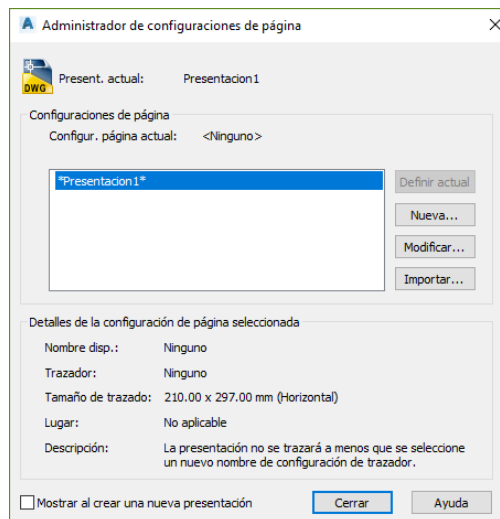 Administrador de configuraciones de página
DWG
Present. actual: Presentacion1
Configuraciones de página
Configur. página actual: <Ninguno>
*Presentacion1*
Definir actual
Nueva...
Modificar...
Importar...
Detalles de la configuración de página seleccionada
Nombre disp.: Ninguno
Trazador: Ninguno
Tamaño de trazado: 210.00 x 297.00 mm (Horizontal)
Lugar: No aplicable
Descripción: La presentación no se trazará a menos que se seleccione
un nuevo nombre de configuración de trazador.
Mostrar al crear una nueva presentación
Cerrar
Ayuda